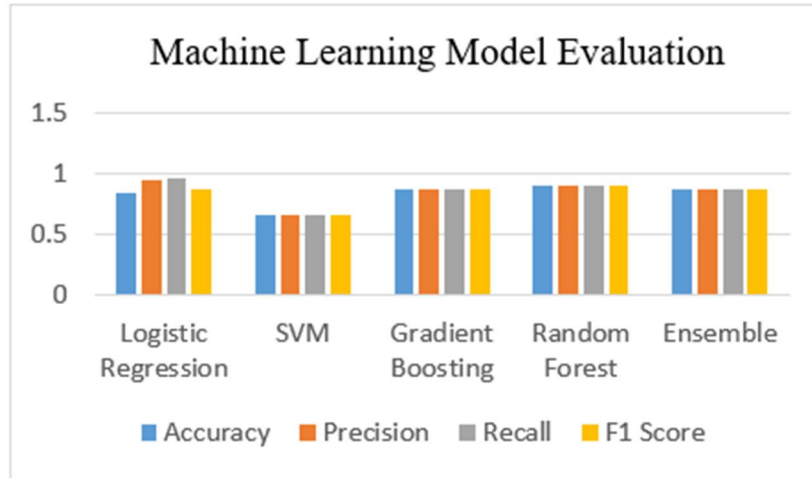 Machine Learning Model Evaluation
1.5
1
0.5
0
Logistic Regression
SVM
Gradient Boosting
Random Forest
Ensemble
Accuracy Precision Recall F1 Score